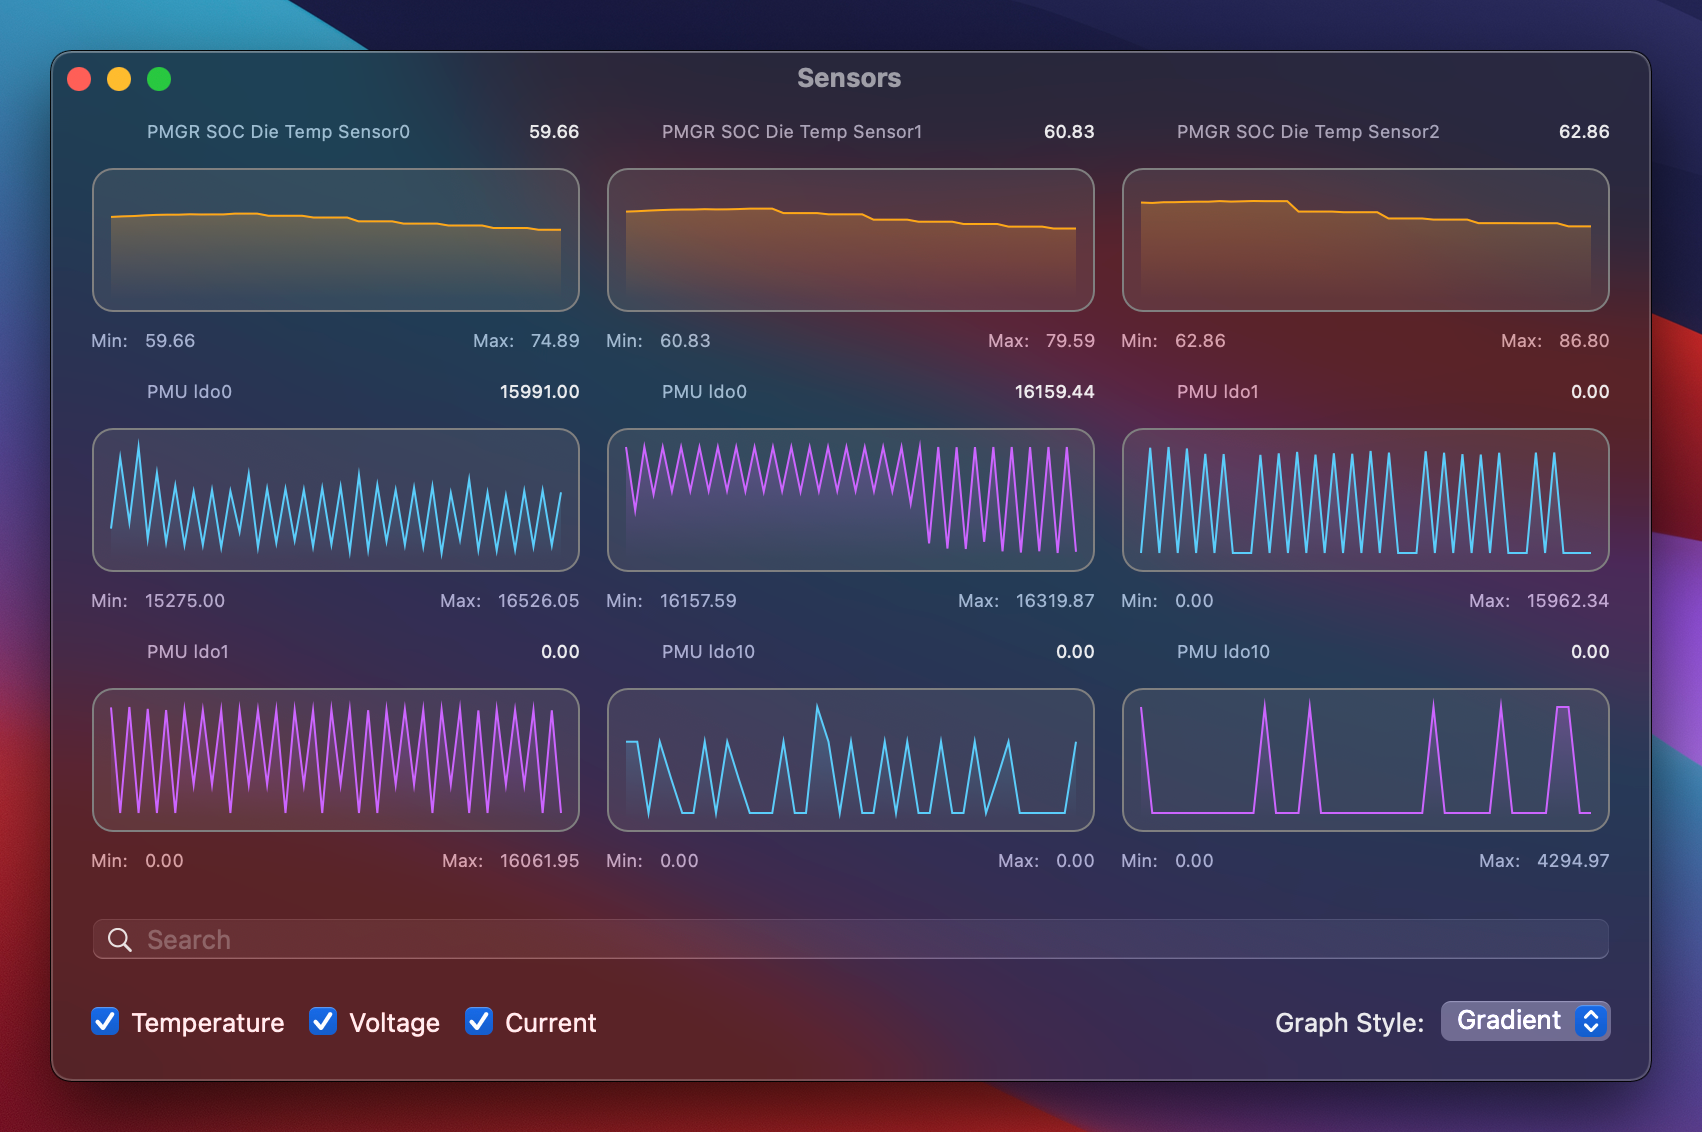 Sensors
PMGR SOC Die Temp Sensor0 59.66 PMGR SOC Die Temp Sensor1 60.83 PMGR SOC Die Temp Sensor2 62.86
Min: 59.66 Max: 74.89 Min: 60.83 Max: 79.59 Min: 62.86 Max: 86.80
PMU ldo0 15991.00 PMU ldo0 16159.44 PMU ldo1 0.00
Min: 15275.00 Max: 16526.05 Min: 16157.59 Max: 16319.87 Min: 0.00 Max: 15962.34
PMU ldo1 0.00 PMU ldo10 0.00 PMU ldo10 0.00
Min: 0.00 Max: 16061.95 Min: 0.00 Max: 0.00 Min: 0.00 Max: 4294.97
Search
Temperature Voltage Current Graph Style: Gradient